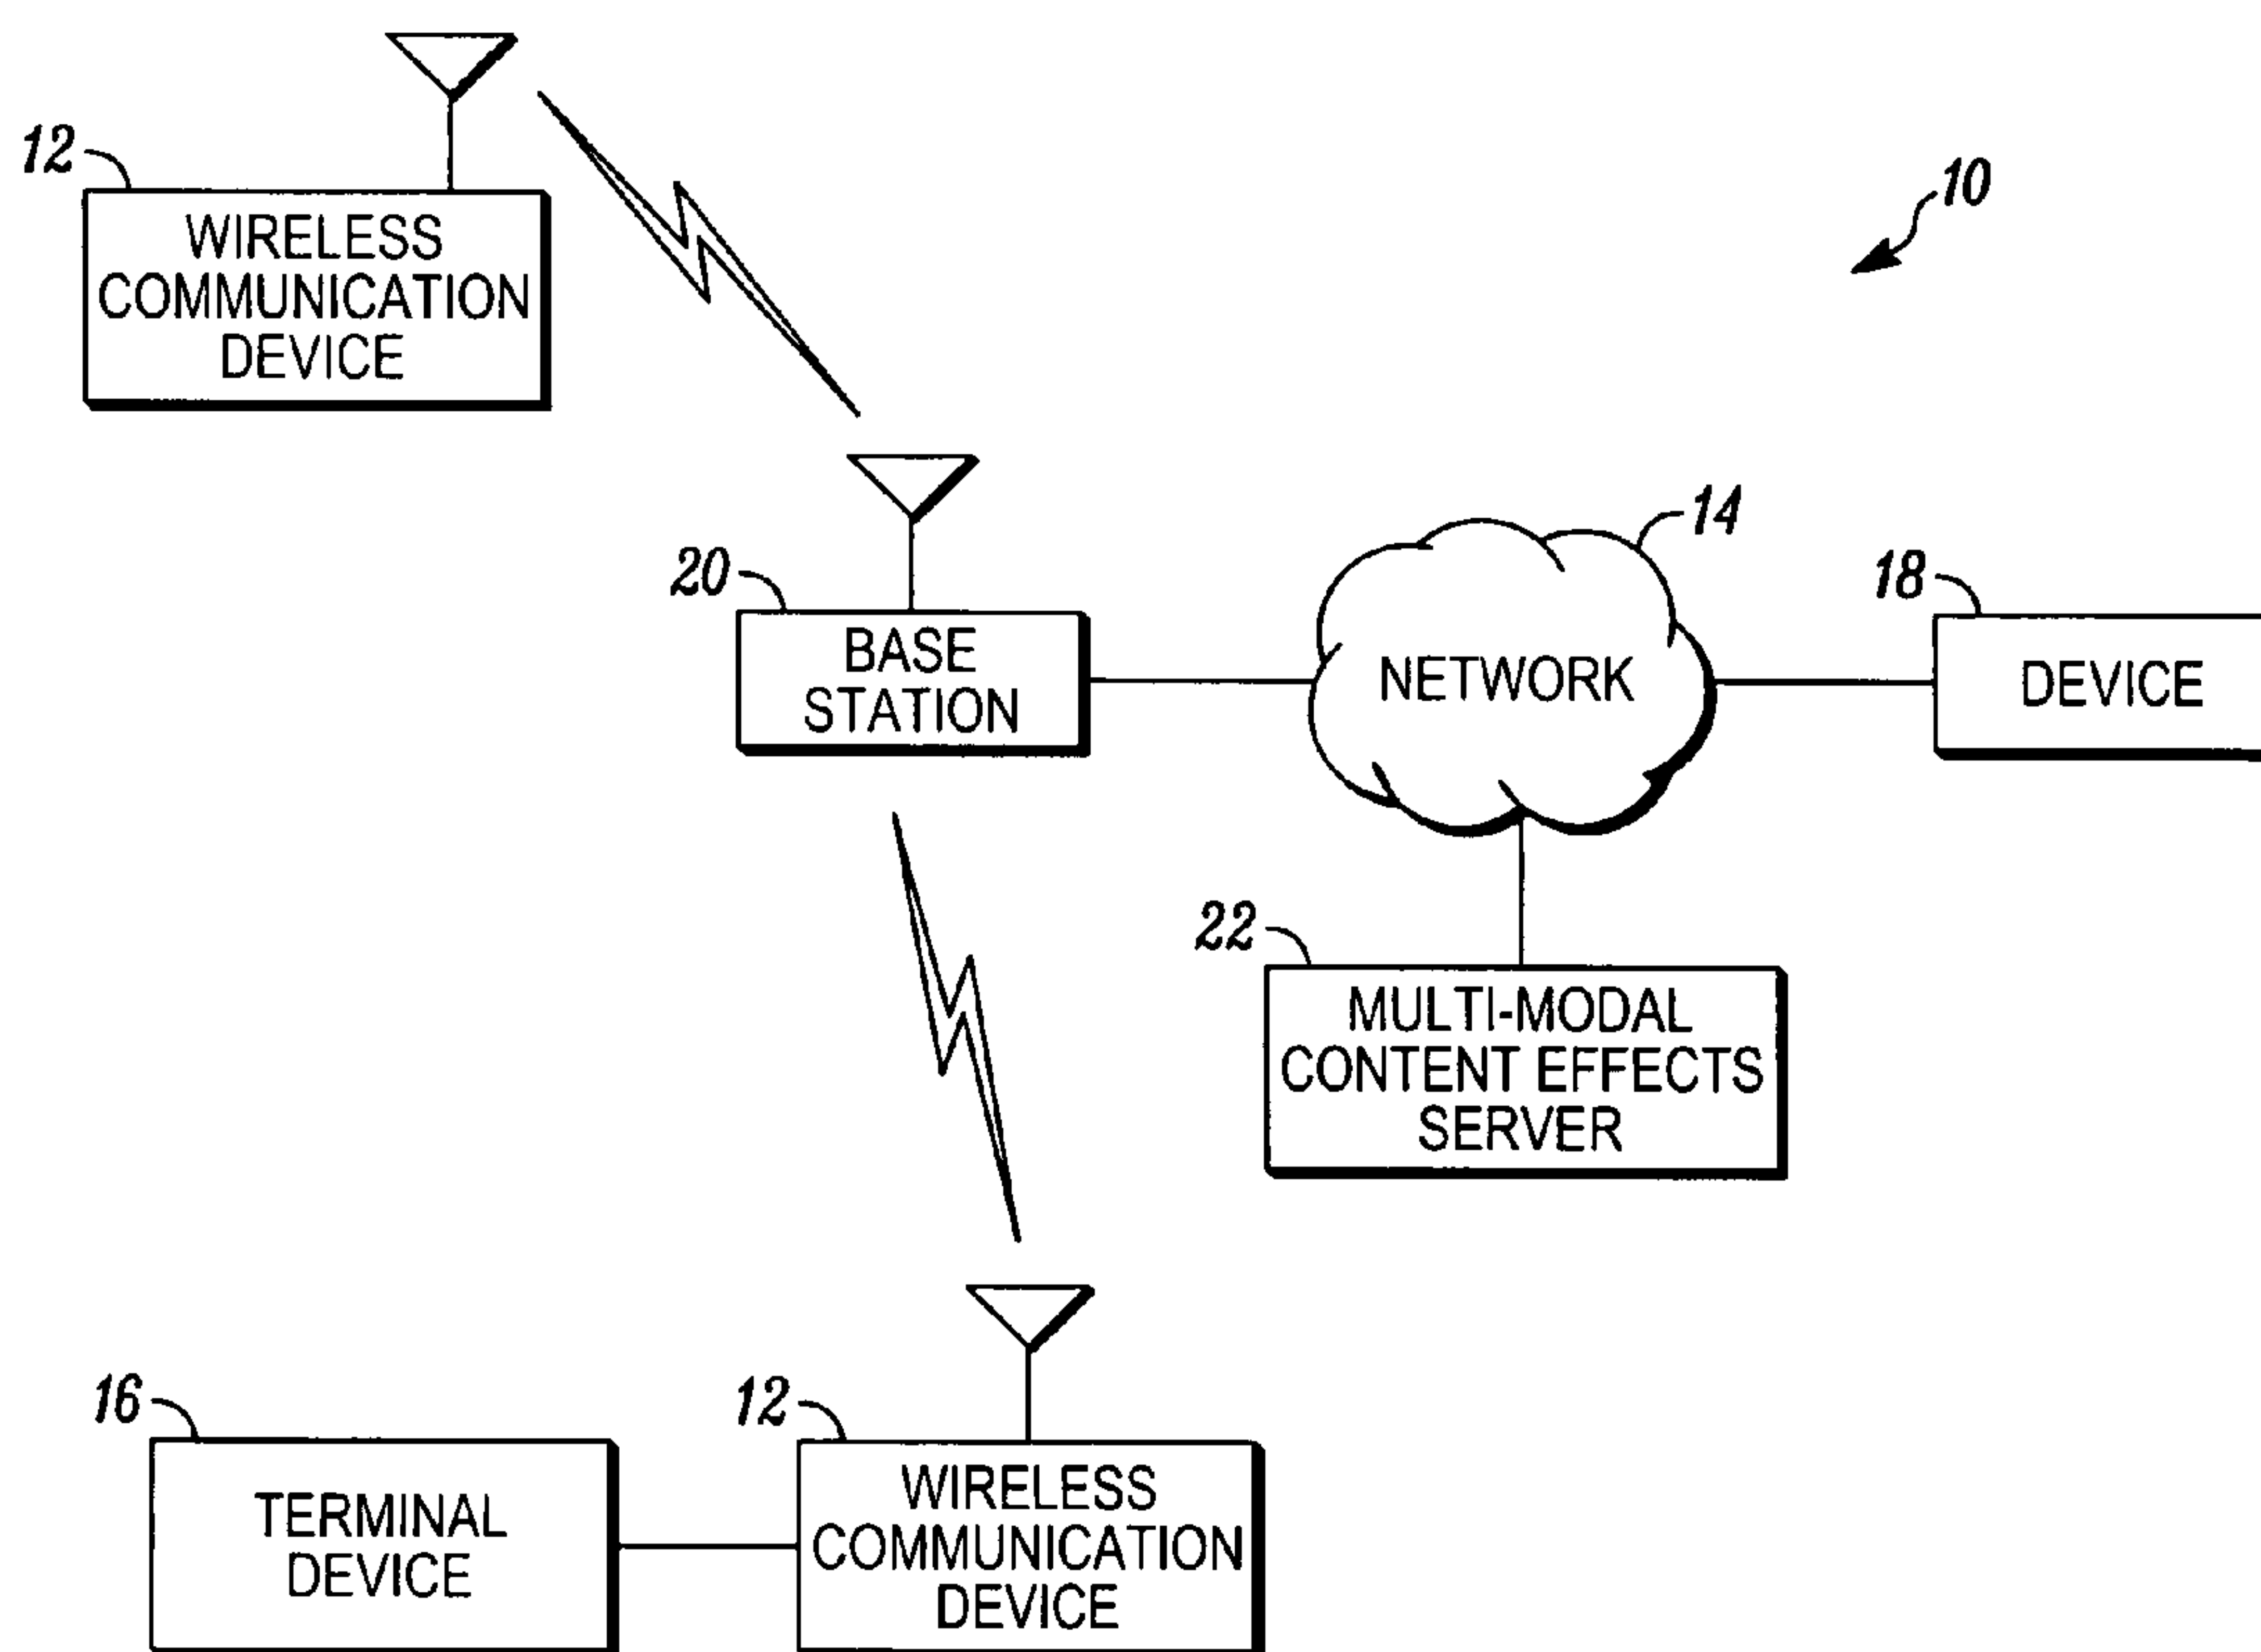 12
WIRELESS
COMMUNICATION
DEVICE
10
20
BASE
STATION
14
NETWORK
18
DEVICE
22
MULTI-MODAL
CONTENT EFFECTS
SERVER
16
TERMINAL
DEVICE
12
WIRELESS
COMMUNICATION
DEVICE